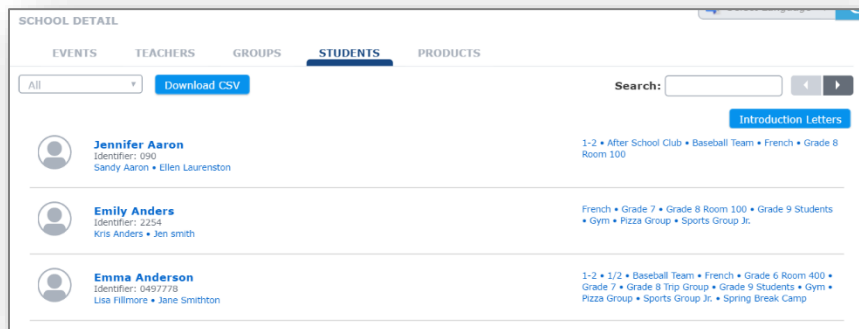 SCHOOL DETAIL
EVENTS TEACHERS GROUPS STUDENTS PRODUCTS
All Download CSV Search:
Introduction Letters
Jennifer Aaron
Identifier: 090
Sandy Aaron • Ellen Laurenston
1-2 • After School Club • Baseball Team • French • Grade 8
Room 100
Emily Anders
Identifier: 2254
Kris Anders • Jen smith
French • Grade 7 • Grade 8 Room 100 • Grade 9 Students
• Gym • Pizza Group • Sports Group Jr.
Emma Anderson
Identifier: 0497778
Lisa Fillmore • Jane Smithton
1-2 • 1/2 • Baseball Team • French • Grade 6 Room 400 •
Grade 7 • Grade 8 Trip Group • Grade 9 Students • Gym •
Pizza Group • Sports Group Jr. • Spring Break Camp